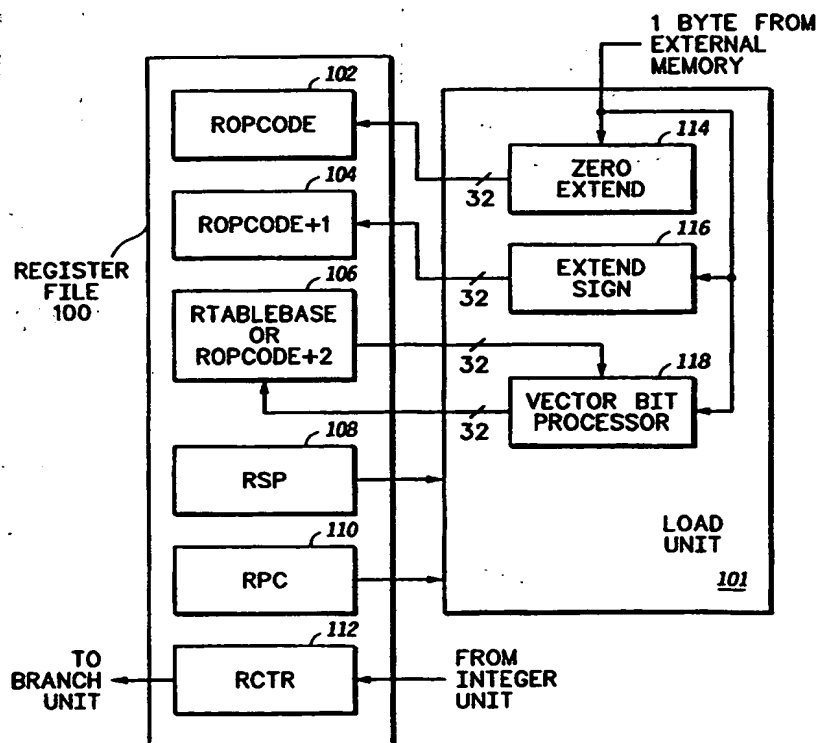 1 BYTE FROM
EXTERNAL
MEMORY
102
ROPCODE
114
ZERO
EXTEND
32
104
ROPCODE+1
116
EXTEND
SIGN
32
REGISTER
FILE
100
106
RTABLEBASE
OR
ROPCODE+2
32
118
VECTOR BIT
PROCESSOR
32
108
RSP
LOAD
UNIT
101
110
RPC
112
RCTR
TO
BRANCH
UNIT
FROM
INTEGER
UNIT